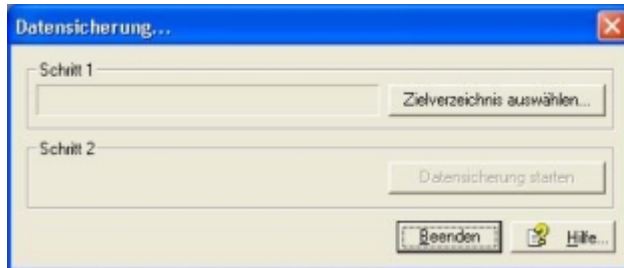 Datensicherung...
Schritt 1
Zielverzeichnis auswählen...
Schritt 2
Datensicherung starten
Beenden
Hilfe...